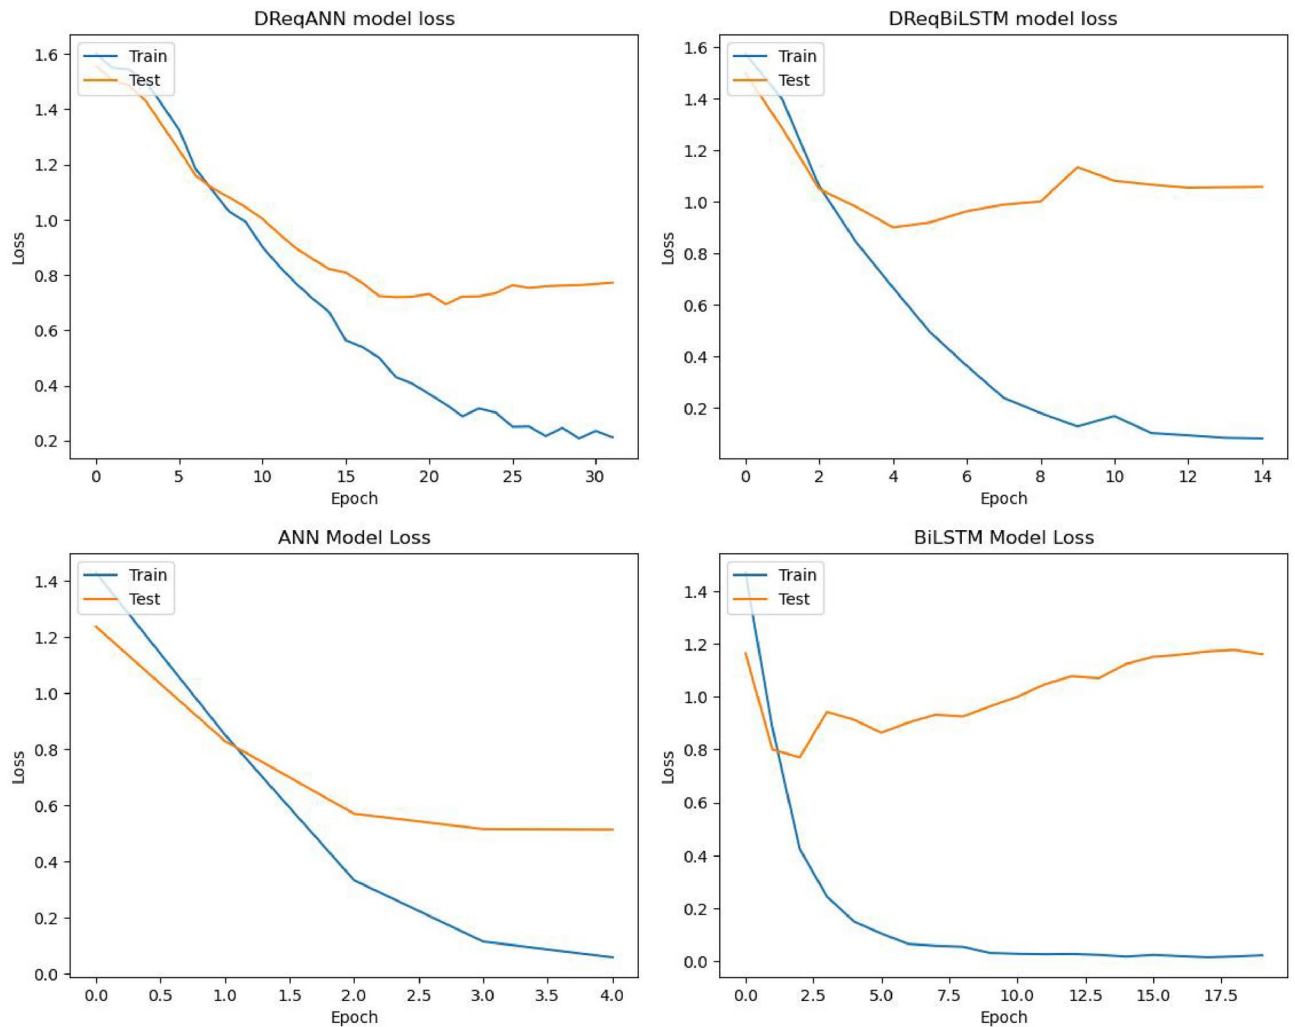 DReqANN model loss
Train
Test
1.6
1.4
1.2
1.0
0.8
0.6
0.4
0.2
Loss
0 5 10 15 20 25 30
Epoch
DReqBiLSTM model loss
Train
Test
1.6
1.4
1.2
1.0
0.8
0.6
0.4
0.2
Loss
0 2 4 6 8 10 12 14
Epoch
ANN Model Loss
Train
Test
1.4
1.2
1.0
0.8
0.6
0.4
0.2
0.0
Loss
0.0 0.5 1.0 1.5 2.0 2.5 3.0 3.5 4.0
Epoch
BiLSTM Model Loss
Train
Test
1.4
1.2
1.0
0.8
0.6
0.4
0.2
0.0
Loss
0.0 2.5 5.0 7.5 10.0 12.5 15.0 17.5
Epoch